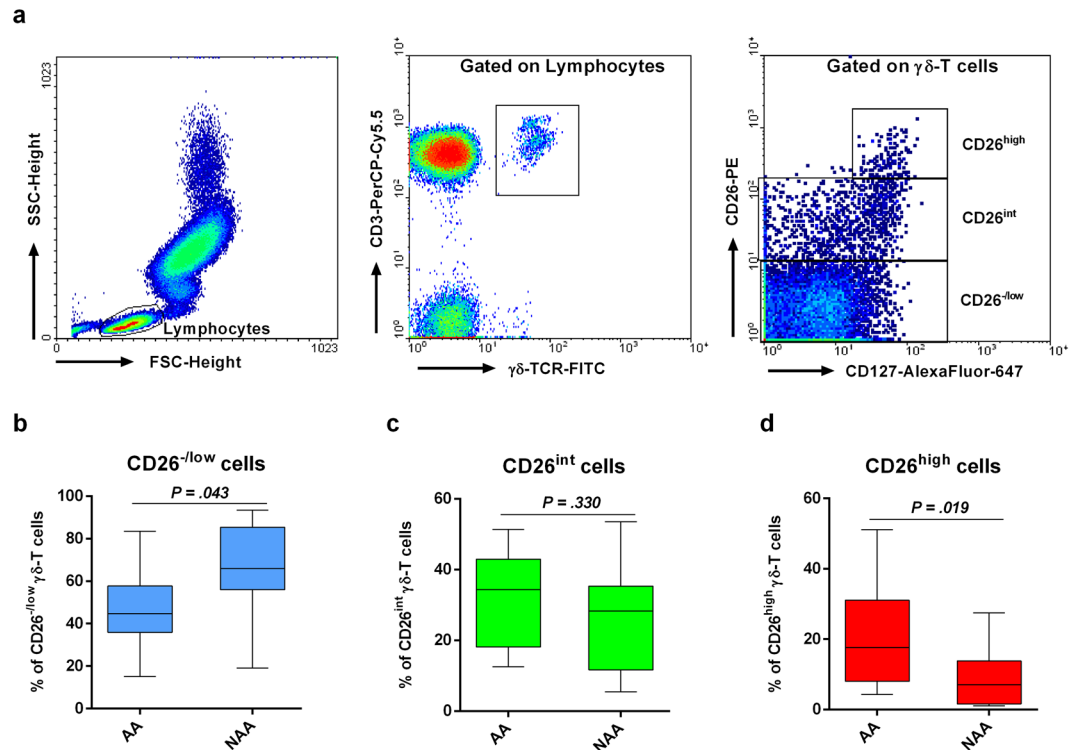 a
1023
SSC-Height
0
Lymphocytes
1023
FSC-Height
Gated on Lymphocytes
CD3-PerCP-Cy5.5
10⁴
10³
10²
10¹
10⁰
10⁰ 10¹ 10² 10³ 10⁴
γδ-TCR-FITC
Gated on γδ-T cells
CD26-PE
10⁴
10³
10²
10¹
10⁰
CD26ʰⁱᵍʰ
CD26ⁱⁿᵗ
CD26⁻/ˡᵒʷ
10⁰ 10¹ 10² 10³ 10⁴
CD127-AlexaFluor-647
b
CD26⁻/ˡᵒʷ cells
P = .043
% of CD26⁻/ˡᵒʷ γδ-T cells
100
80
60
40
20
0
AA NAA
c
CD26ⁱⁿᵗ cells
P = .330
% of CD26ⁱⁿᵗ γδ-T cells
60
40
20
0
AA NAA
d
CD26ʰⁱᵍʰ cells
P = .019
% of CD26ʰⁱᵍʰ γδ-T cells
60
40
20
0
AA NAA